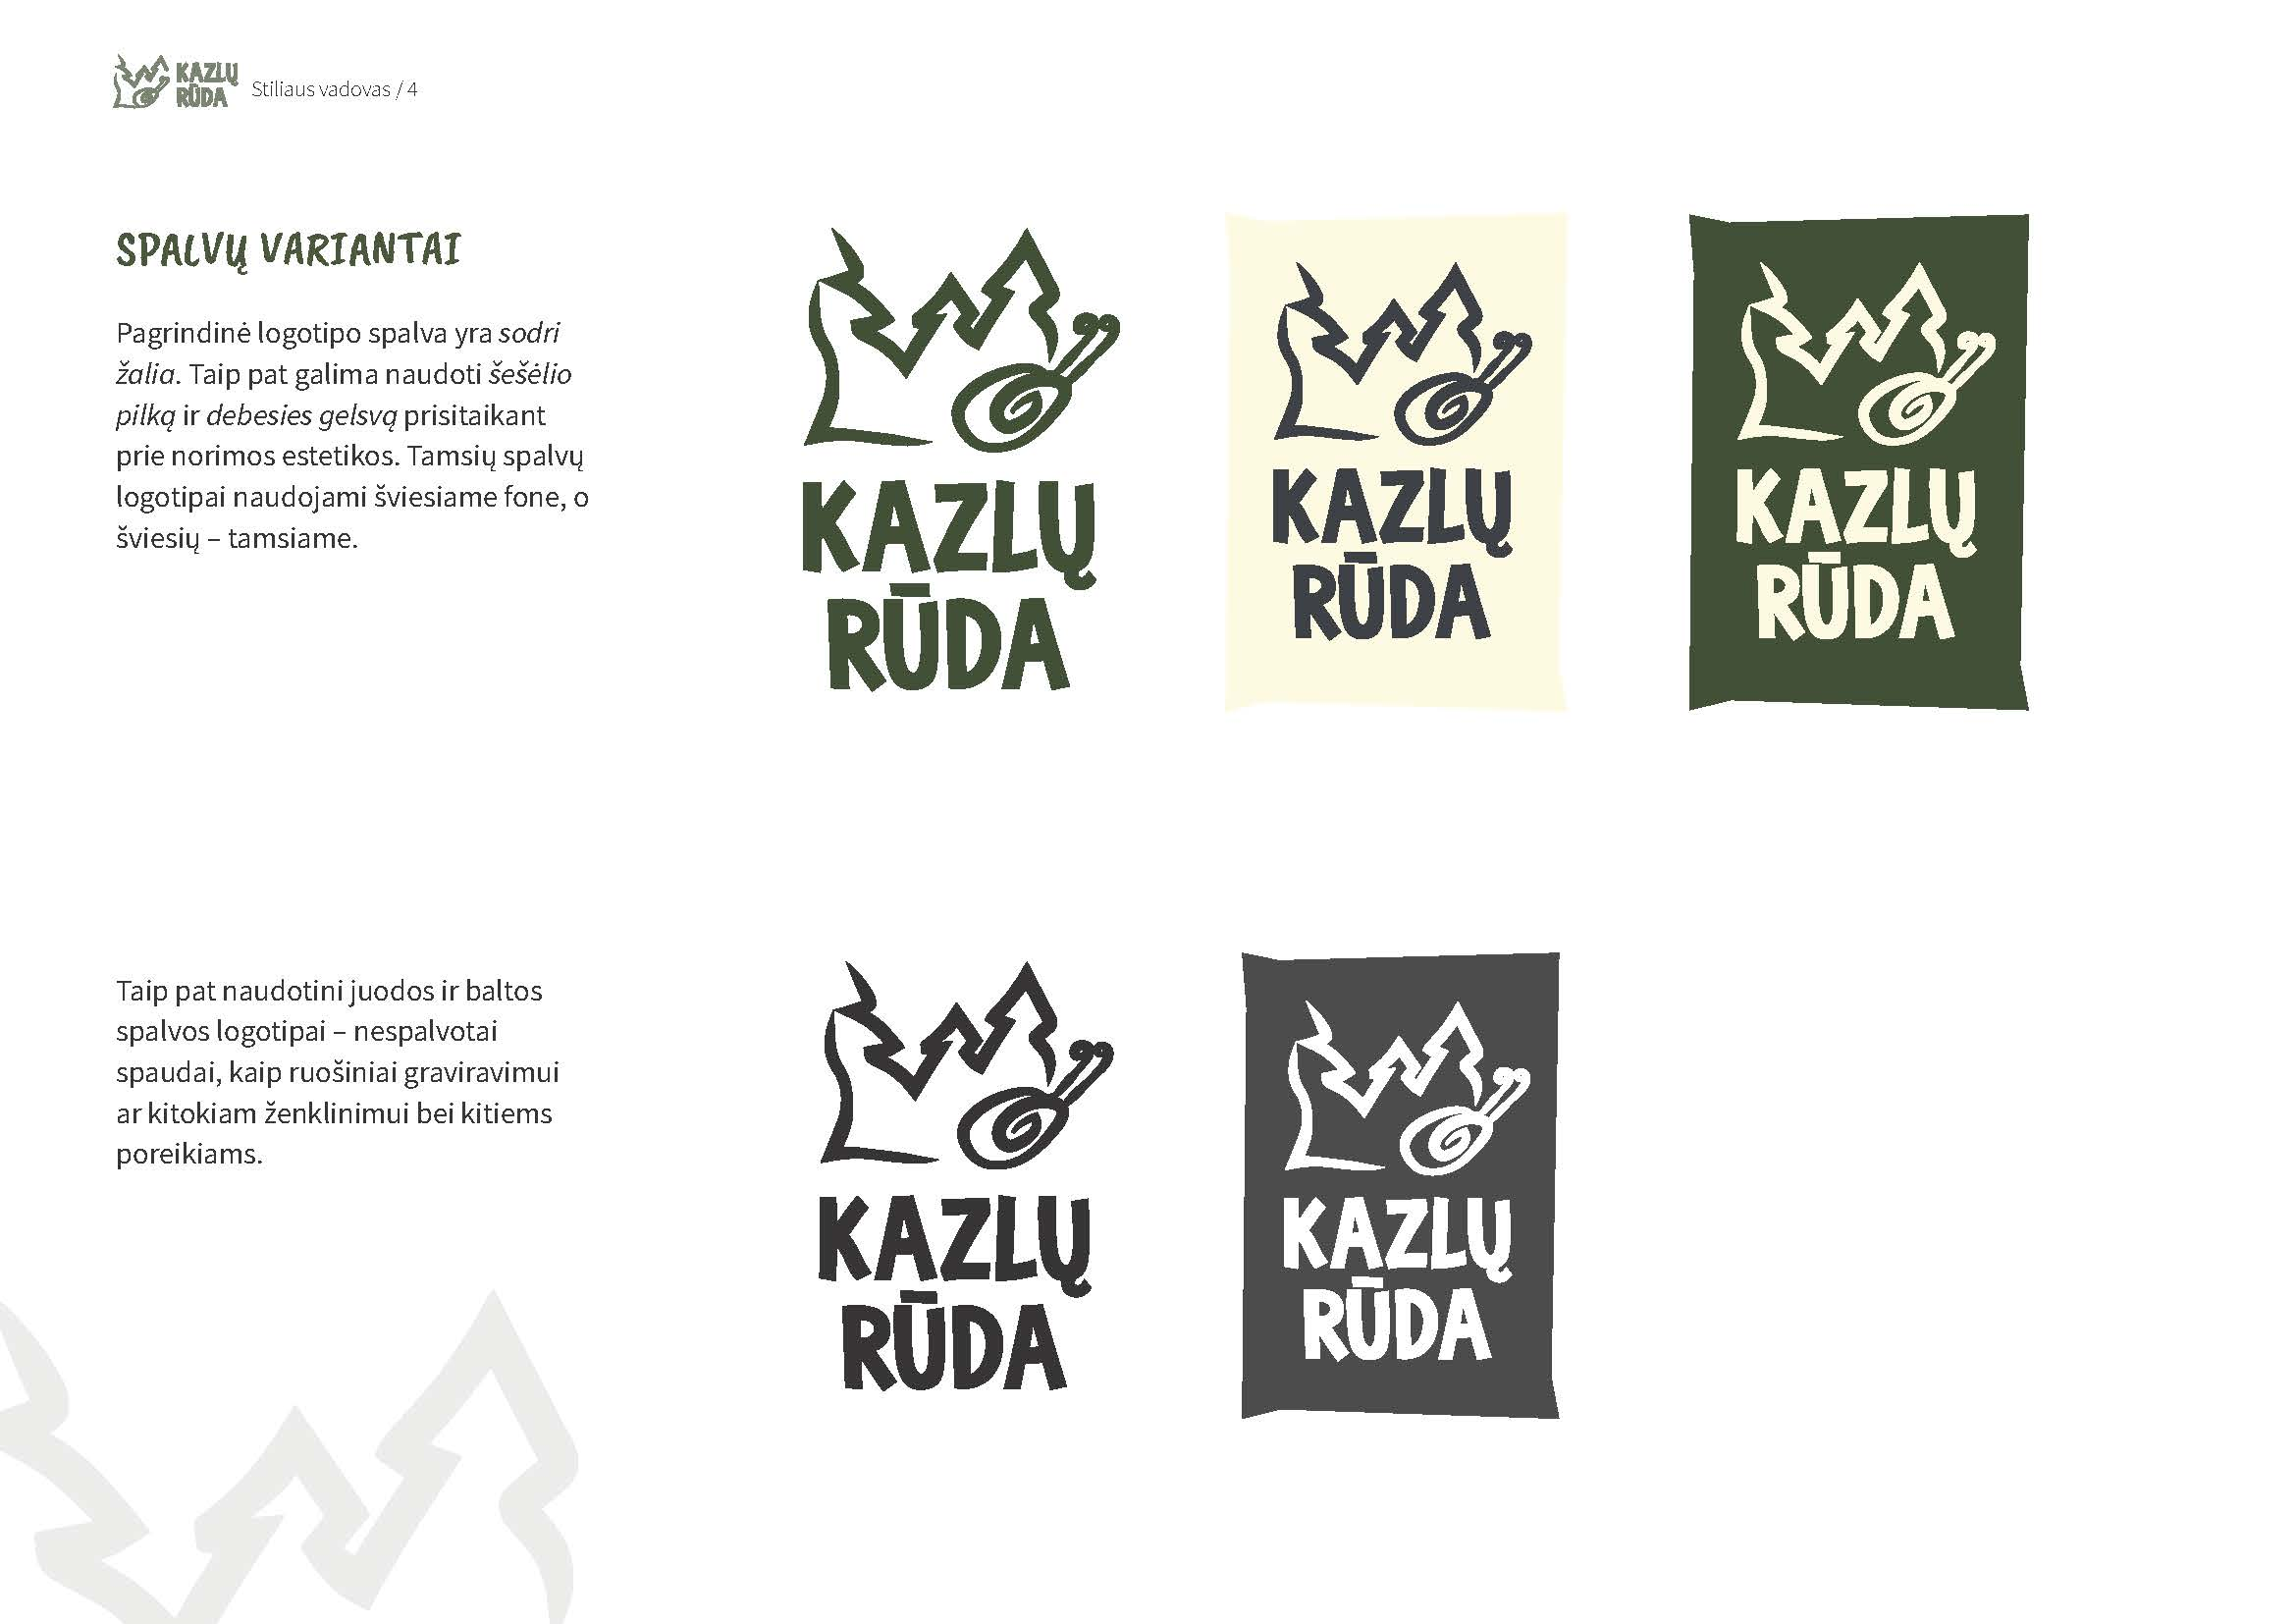 KAZLŲ
RŪDA
Stiliaus vadovas / 4
SPALVŲ VARIANTAI
Pagrindinė logotipo spalva yra sodri
žalia. Taip pat galima naudoti šešėlio
pilką ir debesies gelsvą prisitaikant
prie norimos estetikos. Tamsių spalvų
logotipai naudojami šviesiame fone, o
šviesių – tamsiame.
KAZLŲ
RŪDA
KAZLŲ
RŪDA
KAZLŲ
RŪDA
Taip pat naudotini juodos ir baltos
spalvos logotipai – nespalvotai
spaudai, kaip ruošiniai graviravimui
ar kitokiam ženklinimui bei kitiems
poreikiams.
KAZLŲ
RŪDA
KAZLŲ
RŪDA